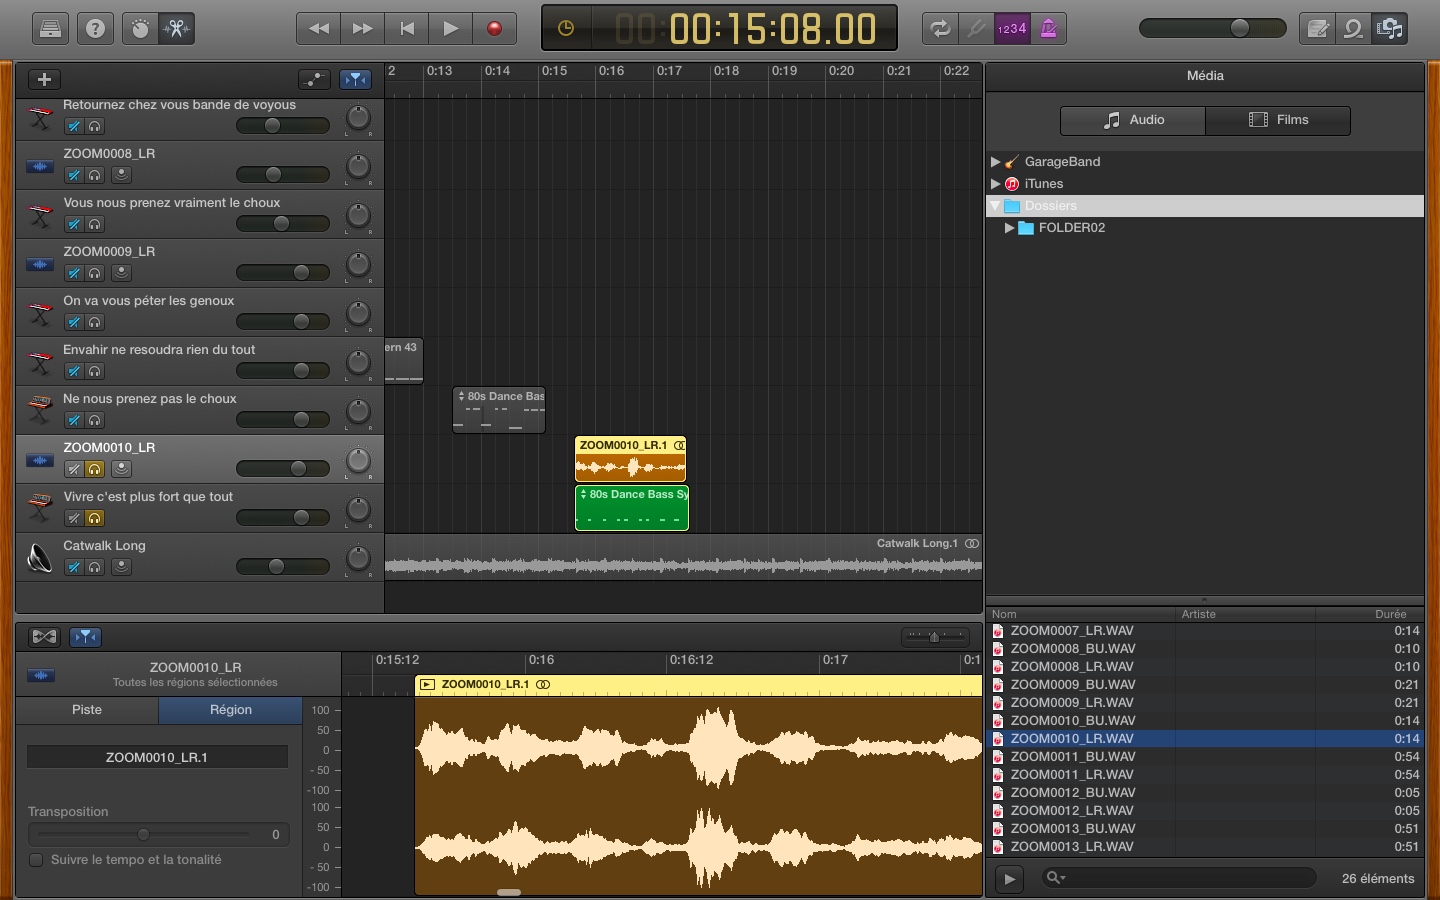 ?
00:15:08.00
1234
2
0:13
0:14
0:15
0:16
0:17
0:18
0:19
0:20
0:21
0:22
Retournez chez vous bande de voyous
L R
ZOOM0008_LR
L R
Vous nous prenez vraiment le choux
L R
ZOOM0009_LR
L R
On va vous péter les genoux
L R
Envahir ne resoudra rien du tout
L R
ern 43
Ne nous prenez pas le choux
L R
80s Dance Bas
ZOOM0010_LR
L R
ZOOM0010_LR.1
Vivre c'est plus fort que tout
L R
80s Dance Bass Sy
Catwalk Long
L R
Catwalk Long.1
Média
Audio
Films
GarageBand
iTunes
Dossiers
FOLDER02
Nom Artiste Durée
ZOOM0007_LR.WAV 0:14
ZOOM0008_BU.WAV 0:10
ZOOM0008_LR.WAV 0:10
ZOOM0009_BU.WAV 0:21
ZOOM0009_LR.WAV 0:21
ZOOM0010_BU.WAV 0:14
ZOOM0010_LR.WAV 0:14
ZOOM0011_BU.WAV 0:54
ZOOM0011_LR.WAV 0:54
ZOOM0012_BU.WAV 0:05
ZOOM0012_LR.WAV 0:05
ZOOM0013_BU.WAV 0:51
ZOOM0013_LR.WAV 0:51
26 éléments
ZOOM0010_LR
Toutes les régions sélectionnées
Piste
Région
ZOOM0010_LR.1
Transposition
0
Suivre le tempo et la tonalité
0:15:12
0:16
0:16:12
0:17
0:1
ZOOM0010_LR.1
100
50
0
- 50
-100
100
50
0
- 50
-100